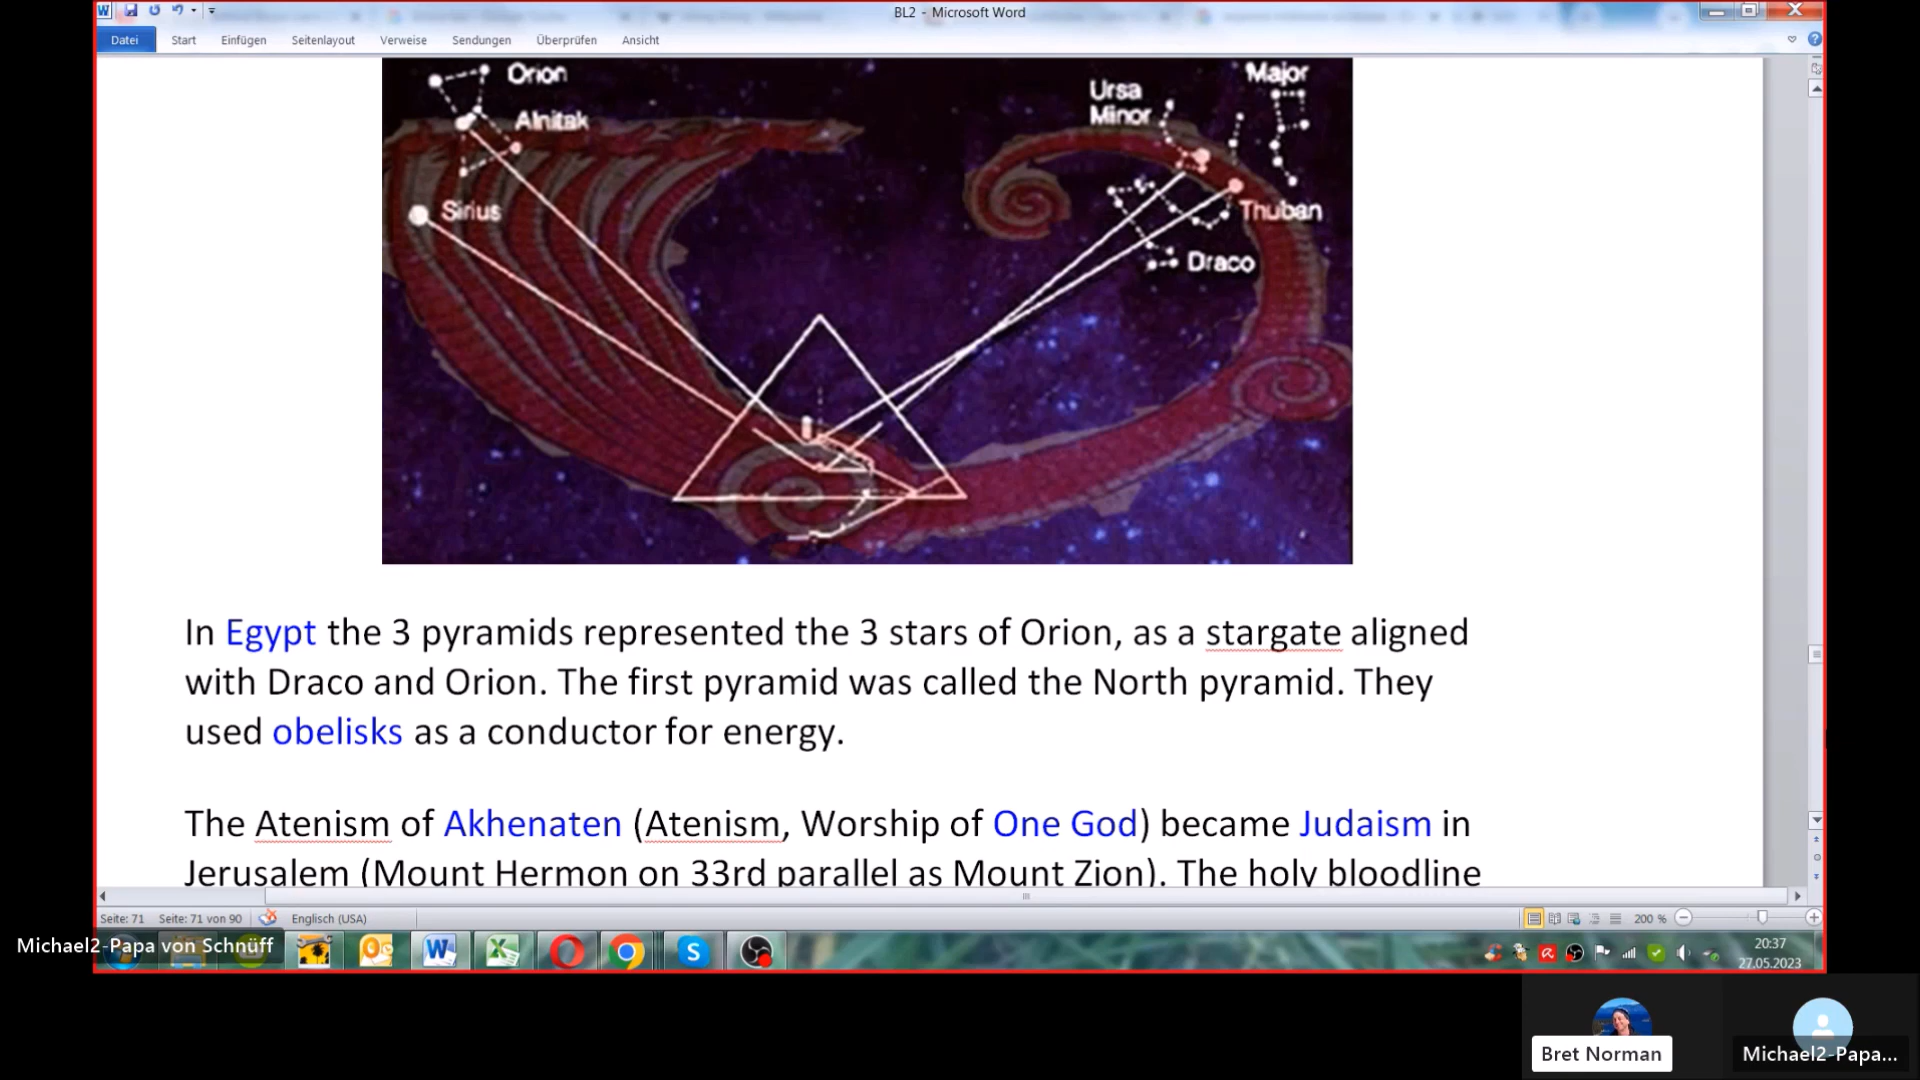 BL2 - Microsoft Word
Datei Start Einfügen Seitenlayout Verweise Sendungen Überprüfen Ansicht
Orion
Alnitak
Sirius
Ursa
Minor
Major
Thuban
Draco
In Egypt the 3 pyramids represented the 3 stars of Orion, as a stargate aligned
with Draco and Orion. The first pyramid was called the North pyramid. They
used obelisks as a conductor for energy.
The Atenism of Akhenaten (Atenism, Worship of One God) became Judaism in
Jerusalem (Mount Hermon on 33rd parallel as Mount Zion). The holy bloodline
Seite: 71 Seite: 71 von 90 Englisch (USA) 200 %
Michael2-Papa von Schnüff
20:37
27.05.2023
Bret Norman
Michael2-Papa...